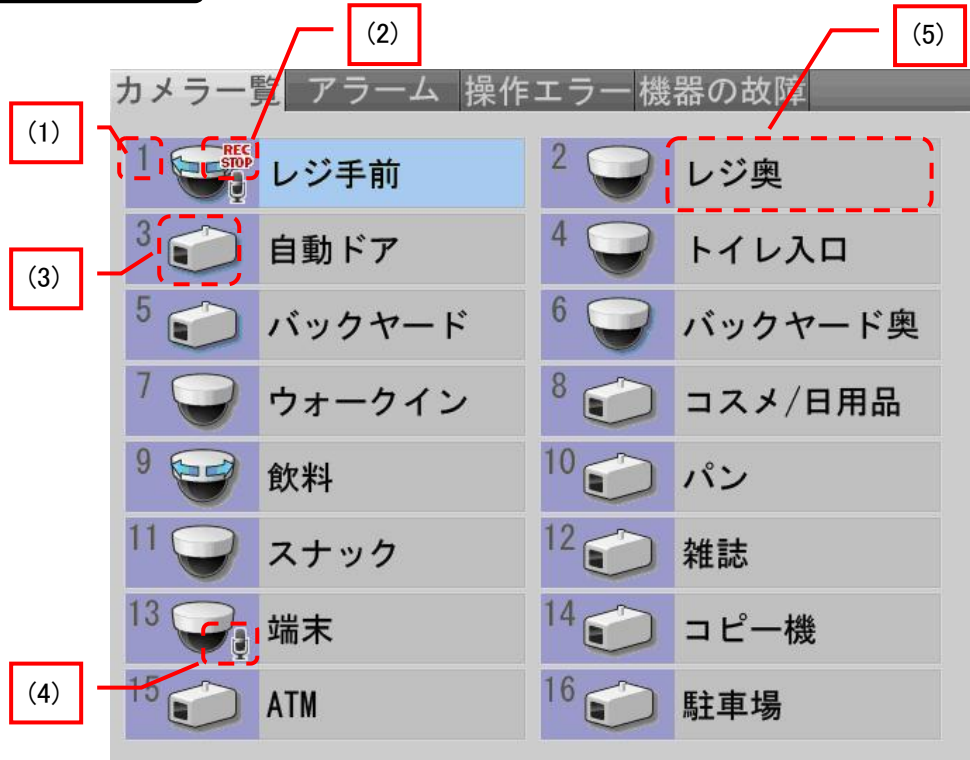 (2)
(5)
カメラ一覧 アラーム 操作エラー 機器の故障
(1)
1 REC STOP レジ手前
2 レジ奥
(3)
3 自動ドア
4 トイレ入口
5 バックヤード
6 バックヤード奥
7 ウォークイン
8 コスメ/日用品
9 飲料
10 パン
11 スナック
12 雑誌
13 端末
14 コピー機
(4)
15 ATM
16 駐車場